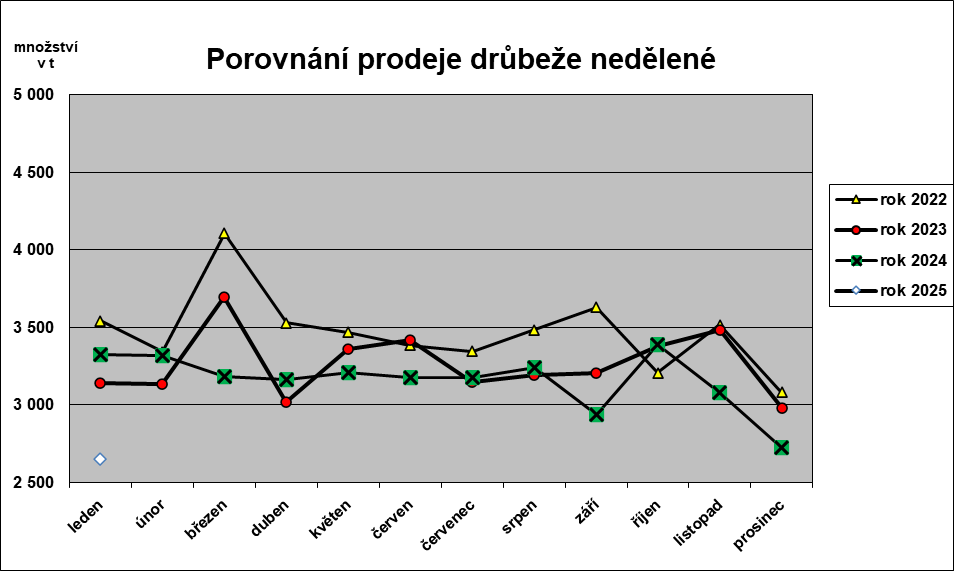 množství
v t
Porovnání prodeje drůbeže nedělené
5 000
4 500
4 000
3 500
3 000
2 500
leden
únor
březen
duben
květen
červen
červenec
srpen
září
říjen
listopad
prosinec
rok 2022
rok 2023
rok 2024
rok 2025